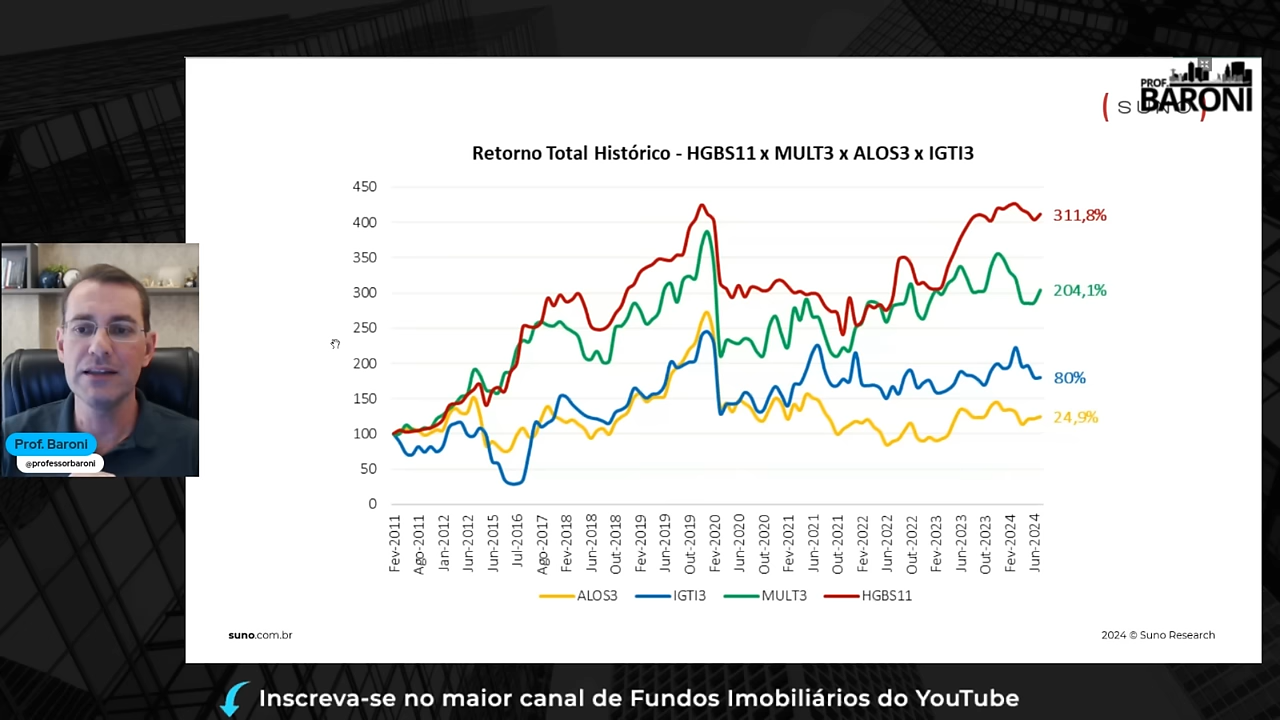 PROF.
BARONI
( SUNO )
Retorno Total Histórico - HGBS11 x MULT3 x ALOS3 x IGTI3
450
400
350
300
250
200
150
100
50
0
311,8%
204,1%
80%
24,9%
Fev-2011
Ago-2011
Jan-2012
Jun-2012
Jun-2015
Jul-2016
Ago-2017
Fev-2018
Jun-2018
Out-2018
Fev-2019
Jun-2019
Out-2019
Fev-2020
Jun-2020
Out-2020
Fev-2021
Jun-2021
Out-2021
Fev-2022
Jun-2022
Out-2022
Fev-2023
Jun-2023
Out-2023
Fev-2024
Jun-2024
ALOS3 IGTI3 MULT3 HGBS11
Prof. Baroni
@professorbaroni
suno.com.br
2024 © Suno Research
Inscreva-se no maior canal de Fundos Imobiliários do YouTube